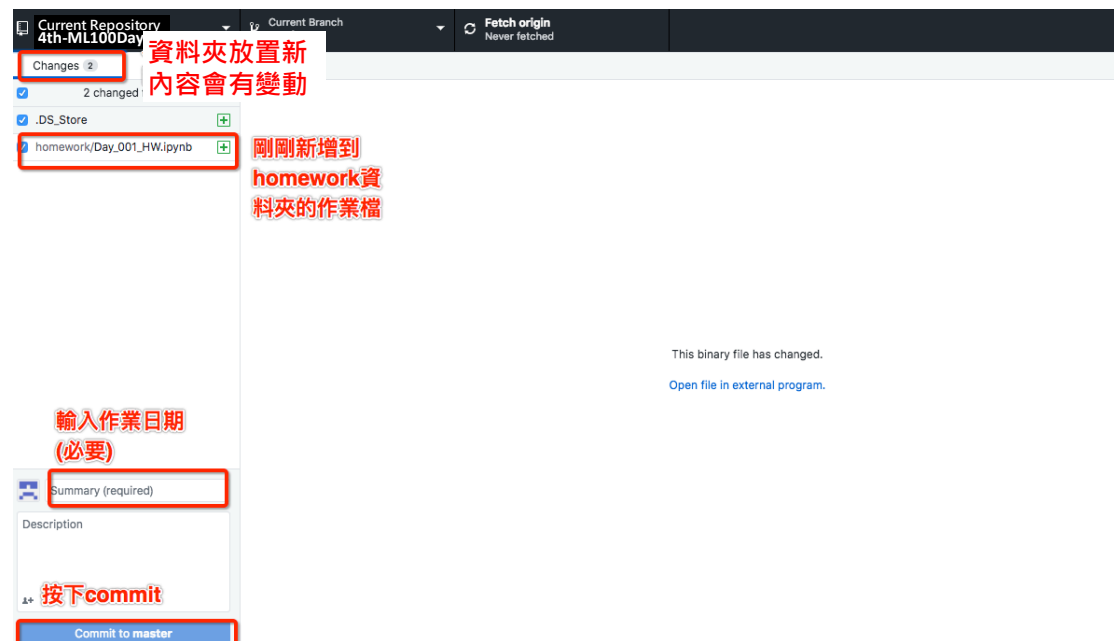 Current Repository
4th-ML100Day
Current Branch
Fetch origin
Never fetched
資料夾放置新
內容會有變動
Changes 2
2 changed
.DS_Store
homework/Day_001_HW.ipynb
剛剛新增到
homework資
料夾的作業檔
This binary file has changed.
Open file in external program.
輸入作業日期
(必要)
Summary (required)
Description
按下commit
Commit to master